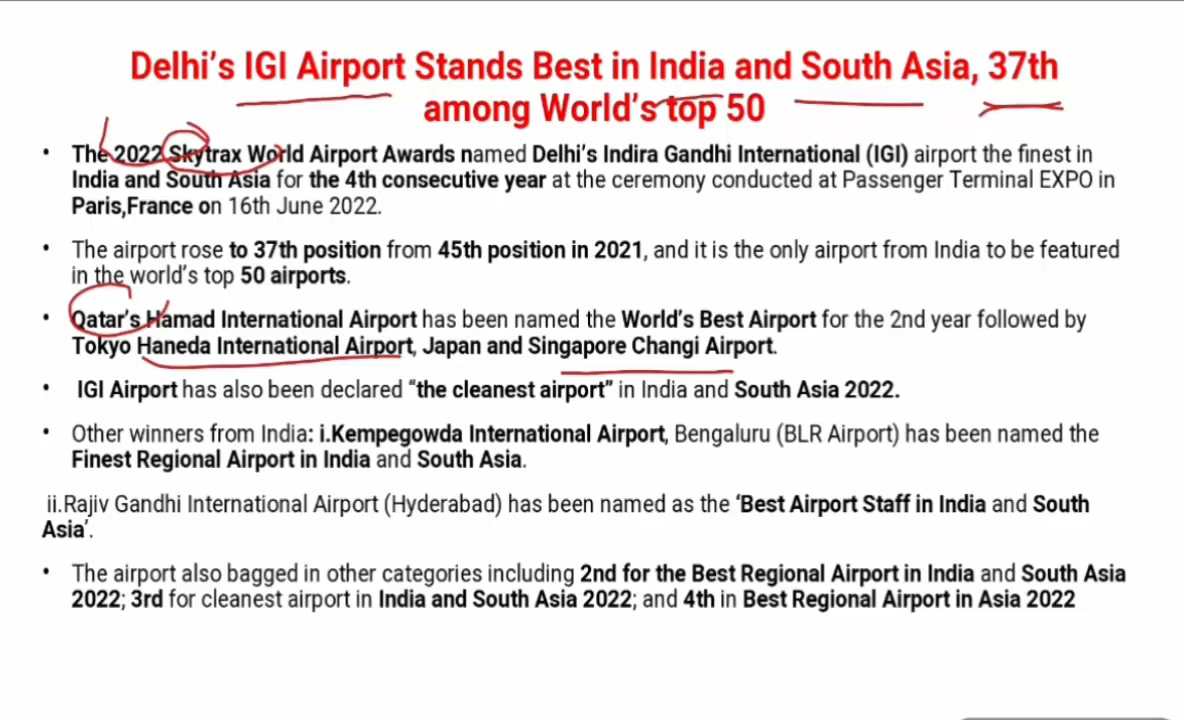 Delhi's IGI Airport Stands Best in India and South Asia, 37th
among World's top 50
• The 2022 Skytrax World Airport Awards named Delhi's Indira Gandhi International (IGI) airport the finest in
India and South Asia for the 4th consecutive year at the ceremony conducted at Passenger Terminal EXPO in
Paris,France on 16th June 2022.
• The airport rose to 37th position from 45th position in 2021, and it is the only airport from India to be featured
in the world's top 50 airports.
• Qatar's Hamad International Airport has been named the World's Best Airport for the 2nd year followed by
Tokyo Haneda International Airport, Japan and Singapore Changi Airport.
• IGI Airport has also been declared “the cleanest airport” in India and South Asia 2022.
• Other winners from India: i.Kempegowda International Airport, Bengaluru (BLR Airport) has been named the
Finest Regional Airport in India and South Asia.
ii.Rajiv Gandhi International Airport (Hyderabad) has been named as the ‘Best Airport Staff in India and South
Asia’.
• The airport also bagged in other categories including 2nd for the Best Regional Airport in India and South Asia
2022; 3rd for cleanest airport in India and South Asia 2022; and 4th in Best Regional Airport in Asia 2022